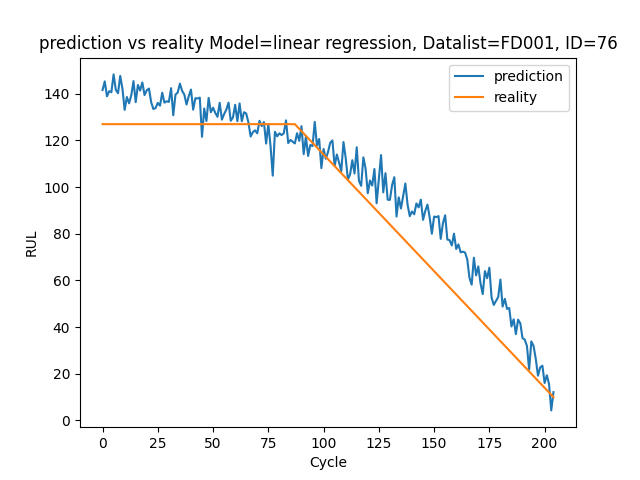 prediction vs reality Model=linear regression, Datalist=FD001, ID=76
prediction
reality
RUL
140
120
100
80
60
40
20
0
0 25 50 75 100 125 150 175 200
Cycle